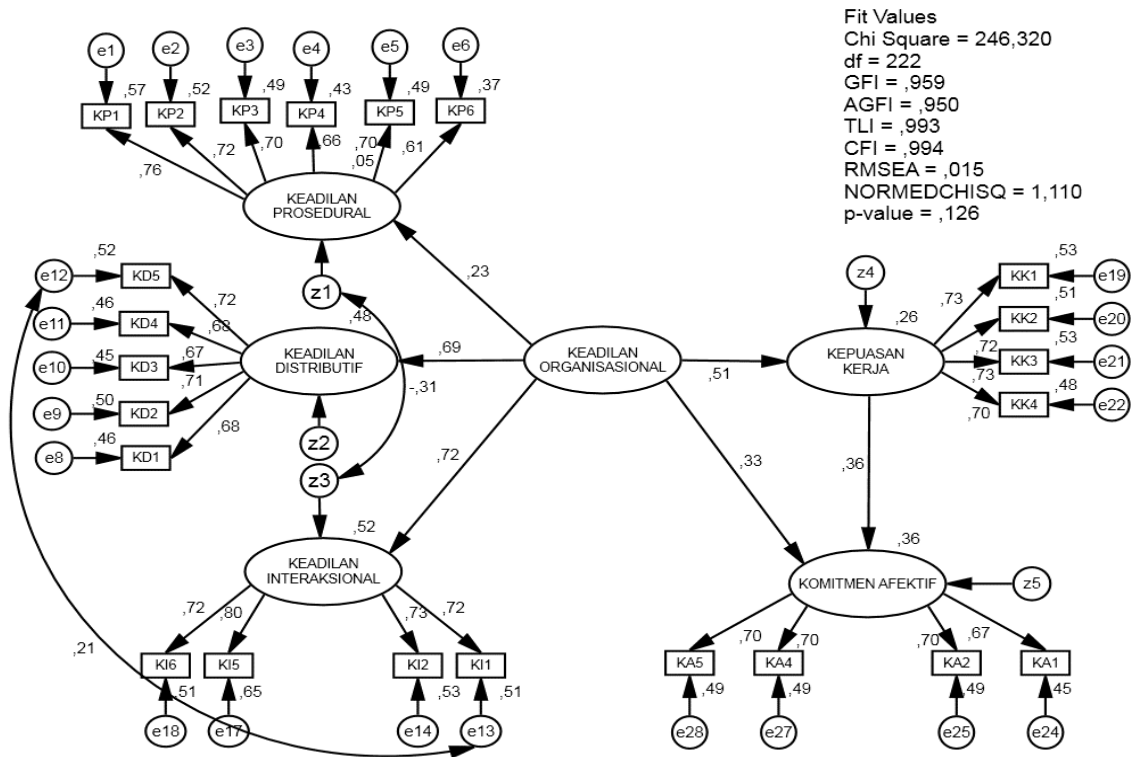 Fit Values
Chi Square = 246,320
df = 222
GFI = ,959
AGFI = ,950
TLI = ,993
CFI = ,994
RMSEA = ,015
NORMEDCHISQ = 1,110
p-value = ,126
e1 e2 e3 e4 e5 e6
,57 ,52 ,49 ,43 ,49 ,37
KP1 KP2 KP3 KP4 KP5 KP6
,76 ,72 ,70 ,66 ,70 ,61
,05
KEADILAN
PROSEDURAL
,23
z1
,48
e12 ,52 KD5 ,72
e11 ,46 KD4 ,68
e10 ,45 KD3 ,67
e9 ,50 KD2 ,71
e8 ,46 KD1 ,68
KEADILAN
DISTRIBUTIF
,69
-,31
z2
z3
KEADILAN
ORGANISASIONAL
,51
,72
,33
z4
,26
KEPUASAN
KERJA
,73 KK1 ,53 e19
KK2 ,51 e20
,72 KK3 ,53 e21
,73
,70 KK4 ,48 e22
,36
,52
KEADILAN
INTERAKSIONAL
,72 ,80 ,73 ,72
KI6 KI5 KI2 KI1
,51 ,65 ,53 ,51
e18 e17 e14 e13
,21
,36
KOMITMEN AFEKTIF
z5
,70 ,70 ,70 ,67
KA5 KA4 KA2 KA1
,49 ,49 ,49 ,45
e28 e27 e25 e24